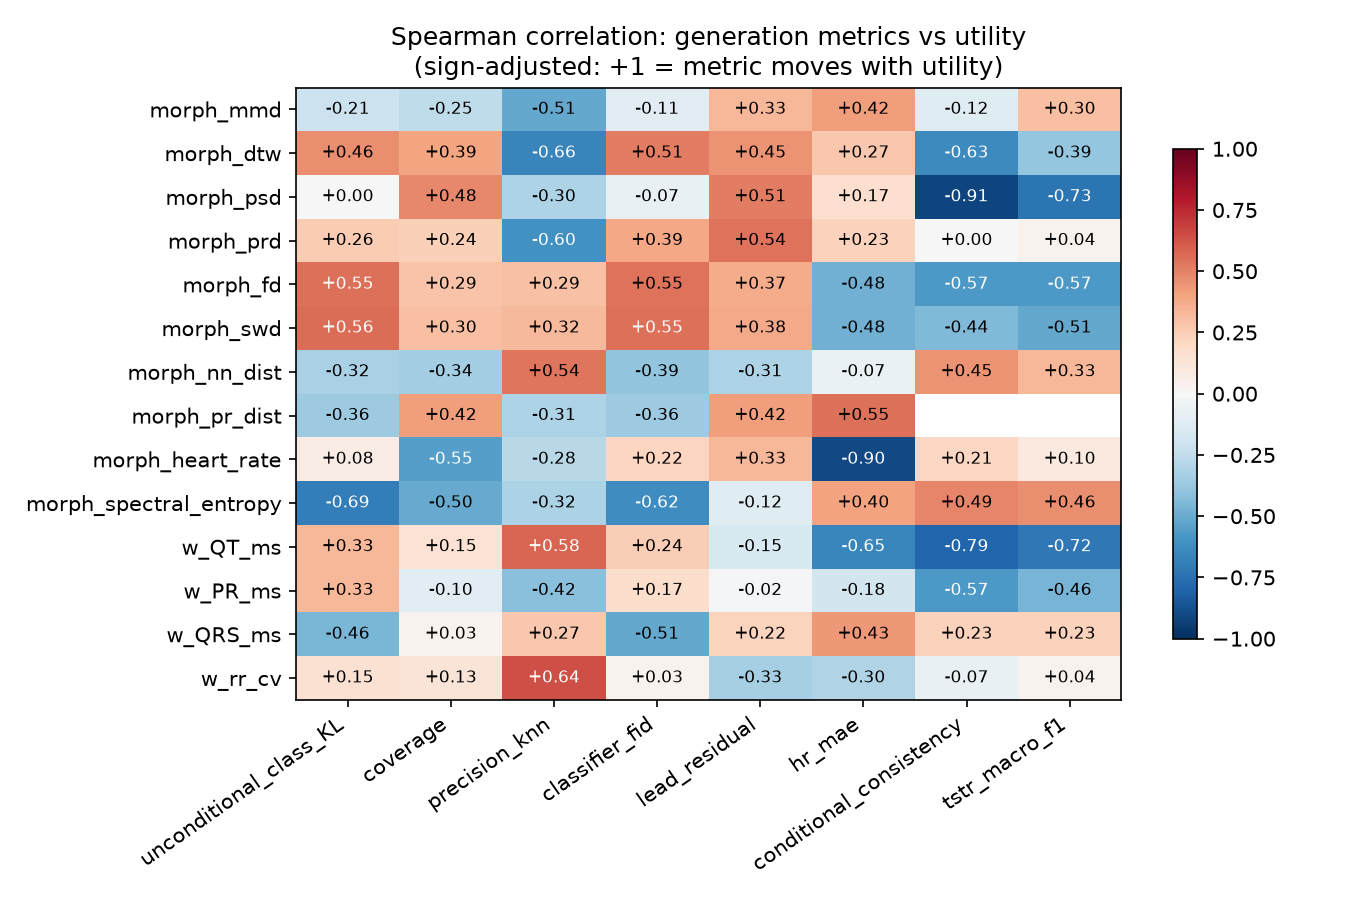 Spearman correlation: generation metrics vs utility
(sign-adjusted: +1 = metric moves with utility)
morph_mmd -0.21 -0.25 -0.51 -0.11 +0.33 +0.42 -0.12 +0.30
morph_dtw +0.46 +0.39 -0.66 +0.51 +0.45 +0.27 -0.63 -0.39
morph_psd +0.00 +0.48 -0.30 -0.07 +0.51 +0.17 -0.91 -0.73
morph_prd +0.26 +0.24 -0.60 +0.39 +0.54 +0.23 +0.00 +0.04
morph_fd +0.55 +0.29 +0.29 +0.55 +0.37 -0.48 -0.57 -0.57
morph_swd +0.56 +0.30 +0.32 +0.55 +0.38 -0.48 -0.44 -0.51
morph_nn_dist -0.32 -0.34 +0.54 -0.39 -0.31 -0.07 +0.45 +0.33
morph_pr_dist -0.36 +0.42 -0.31 -0.36 +0.42 +0.55
morph_heart_rate +0.08 -0.55 -0.28 +0.22 +0.33 -0.90 +0.21 +0.10
morph_spectral_entropy -0.69 -0.50 -0.32 -0.62 -0.12 +0.40 +0.49 +0.46
w_QT_ms +0.33 +0.15 +0.58 +0.24 -0.15 -0.65 -0.79 -0.72
w_PR_ms +0.33 -0.10 -0.42 +0.17 -0.02 -0.18 -0.57 -0.46
w_QRS_ms -0.46 +0.03 +0.27 -0.51 +0.22 +0.43 +0.23 +0.23
w_rr_cv +0.15 +0.13 +0.64 +0.03 -0.33 -0.30 -0.07 +0.04
unconditional_class_KL
coverage
precision_knn
classifier_fid
lead_residual
hr_mae
conditional_consistency
tstr_macro_f1
1.00
0.75
0.50
0.25
0.00
−0.25
−0.50
−0.75
−1.00